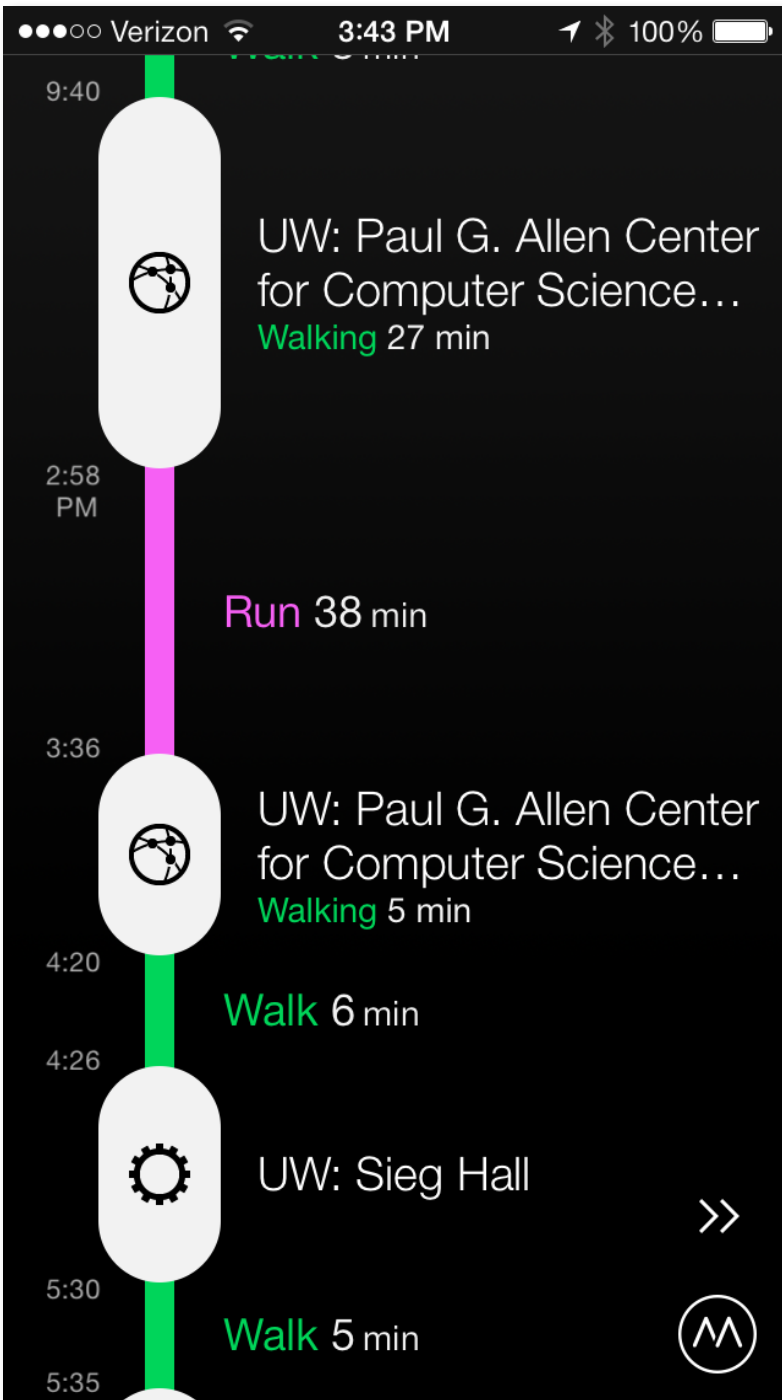 Verizon 3:43 PM 100%
9:40
UW: Paul G. Allen Center
for Computer Science...
Walking 27 min
2:58
PM
Run 38 min
3:36
UW: Paul G. Allen Center
for Computer Science...
Walking 5 min
4:20
Walk 6 min
4:26
UW: Sieg Hall
5:30
Walk 5 min
5:35